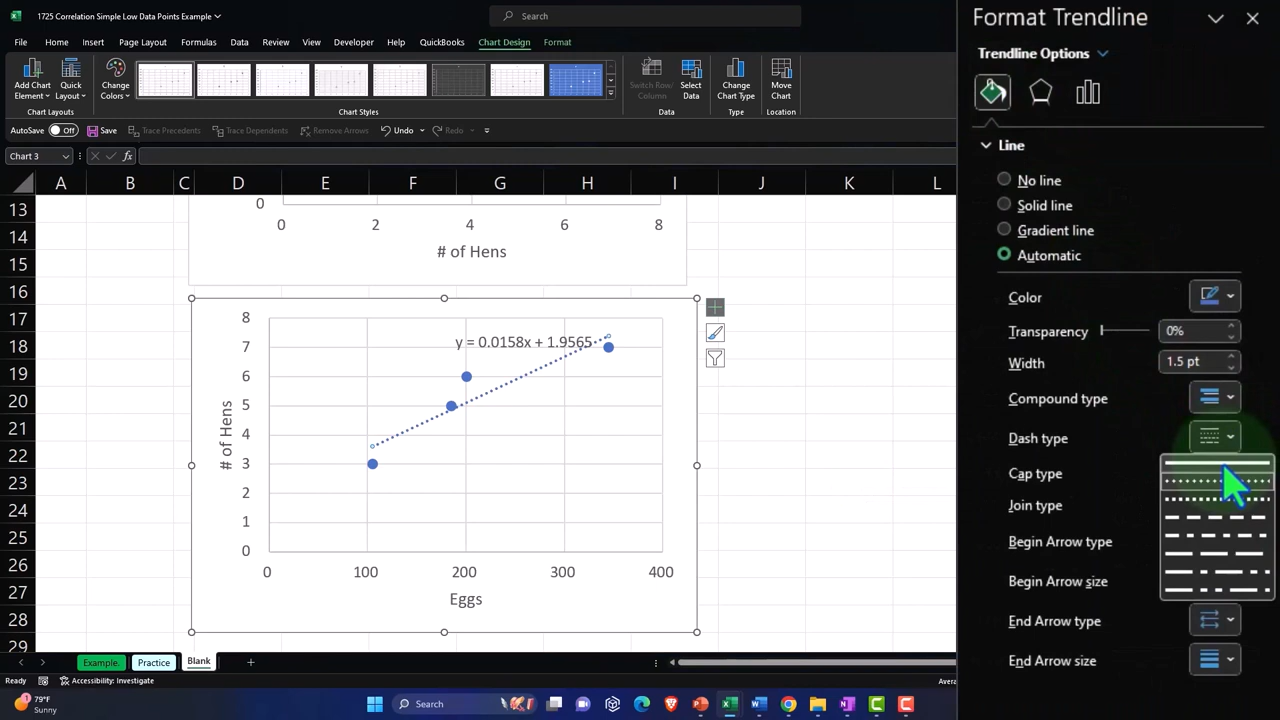 1725 Correlation Simple Low Data Points Example
Search
File Home Insert Page Layout Formulas Data Review View Developer Help QuickBooks Chart Design Format
Add Chart Element
Quick Layout
Change Colors
Switch Row/Column
Select Data
Change Chart Type
Move Chart
Chart Layouts
Chart Styles
Data
Type
Location
AutoSave Off Save Trace Precedents Trace Dependents Remove Arrows Undo Redo
Chart 3
fx
A B C D E F G H I J K L
13
14
15
16
17
18
19
20
21
22
23
24
25
26
27
28
29
0
0 2 4 6 8
# of Hens
8
7
6
5
4
3
2
1
0
y = 0.0158x + 1.9565
# of Hens
0 100 200 300 400
Eggs
Example Practice Blank
Ready Accessibility: Investigate Avera
79°F
Sunny
Search
Format Trendline
Trendline Options
Line
No line
Solid line
Gradient line
Automatic
Color
Transparency 0%
Width 1.5 pt
Compound type
Dash type
Cap type
Join type
Begin Arrow type
Begin Arrow size
End Arrow type
End Arrow size